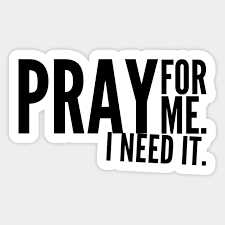 PRAY FOR
ME.
I NEED IT.